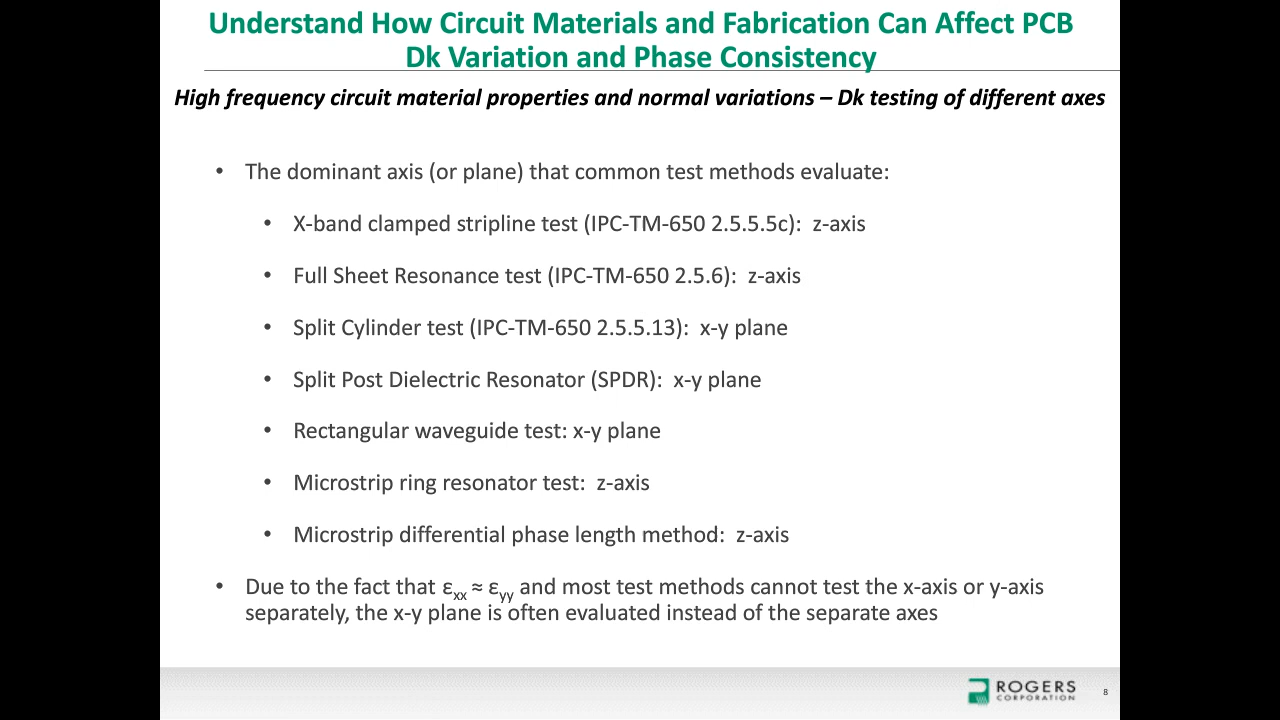 Understand How Circuit Materials and Fabrication Can Affect PCB
Dk Variation and Phase Consistency
High frequency circuit material properties and normal variations – Dk testing of different axes
• The dominant axis (or plane) that common test methods evaluate:
• X-band clamped stripline test (IPC-TM-650 2.5.5.5c): z-axis
• Full Sheet Resonance test (IPC-TM-650 2.5.6): z-axis
• Split Cylinder test (IPC-TM-650 2.5.5.13): x-y plane
• Split Post Dielectric Resonator (SPDR): x-y plane
• Rectangular waveguide test: x-y plane
• Microstrip ring resonator test: z-axis
• Microstrip differential phase length method: z-axis
• Due to the fact that εxx ≈ εyy and most test methods cannot test the x-axis or y-axis
separately, the x-y plane is often evaluated instead of the separate axes
ROGERS
CORPORATION
8